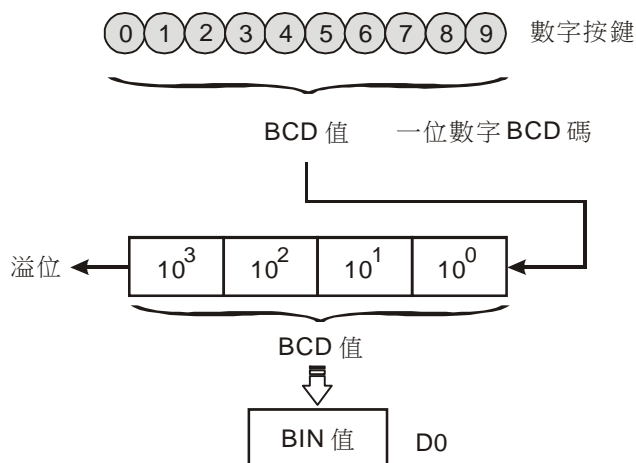 0 1 2 3 4 5 6 7 8 9 數字按鍵
BCD 值 一位數字 BCD 碼
溢位 10³ 10² 10¹ 10⁰
BCD 值
BIN 值 D0